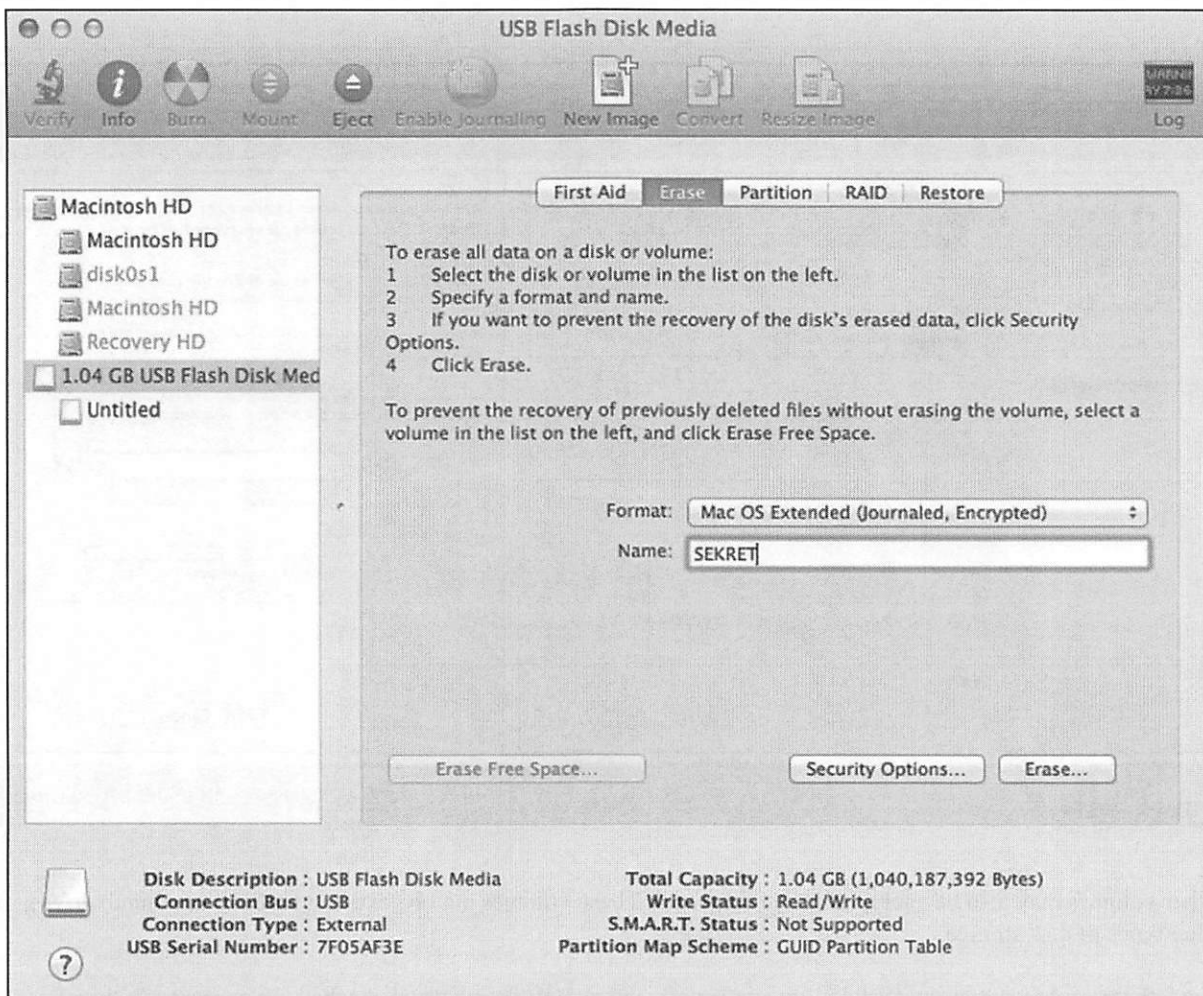 USB Flash Disk Media
Verify Info Burn Mount Eject Enable Journaling New Image Convert Resize Image Log
WARNI
AY 7:36
First Aid Erase Partition RAID Restore
Macintosh HD
Macintosh HD
disk0s1
Macintosh HD
Recovery HD
1.04 GB USB Flash Disk Med
Untitled
To erase all data on a disk or volume:
1 Select the disk or volume in the list on the left.
2 Specify a format and name.
3 If you want to prevent the recovery of the disk's erased data, click Security
Options.
4 Click Erase.
To prevent the recovery of previously deleted files without erasing the volume, select a
volume in the list on the left, and click Erase Free Space.
Format: Mac OS Extended (Journaled, Encrypted)
Name: SEKRET
Erase Free Space... Security Options... Erase...
Disk Description : USB Flash Disk Media
Connection Bus : USB
Connection Type : External
USB Serial Number : 7F05AF3E
Total Capacity : 1.04 GB (1,040,187,392 Bytes)
Write Status : Read/Write
S.M.A.R.T. Status : Not Supported
Partition Map Scheme : GUID Partition Table
?